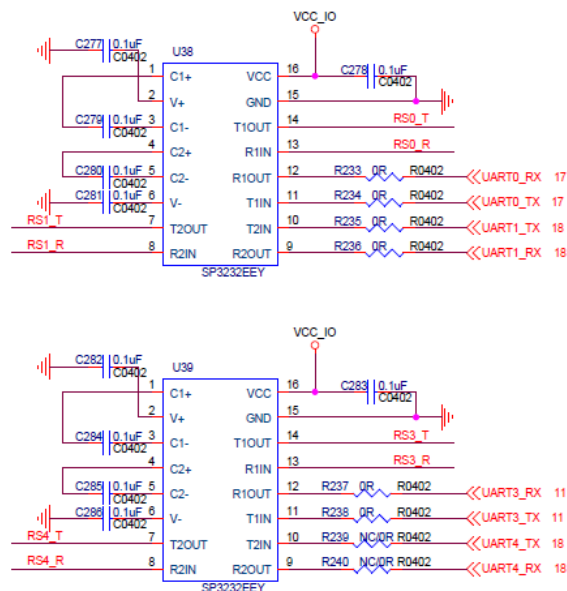 VCC_IO
C277 0.1uF U38 C278 0.1uF
C0402 C0402
1 C1+ VCC 16
2 V+ GND 15
C279 0.1uF 3 C1- T1OUT 14 RS0_T
C0402
4 C2+ R1IN 13 RS0_R
C280 0.1uF 5 C2- R1OUT 12 R233 0R R0402 UART0_RX 17
C0402
C281 0.1uF 6 V- T1IN 11 R234 0R R0402 UART0_TX 17
C0402
RS1_T 7 T2OUT T2IN 10 R235 0R R0402 UART1_TX 18
RS1_R 8 R2IN R2OUT 9 R236 0R R0402 UART1_RX 18
SP3232EEY
VCC_IO
C282 0.1uF U39 C283 0.1uF
C0402 C0402
1 C1+ VCC 16
2 V+ GND 15
C284 0.1uF 3 C1- T1OUT 14 RS3_T
C0402
4 C2+ R1IN 13 RS3_R
C285 0.1uF 5 C2- R1OUT 12 R237 0R R0402 UART3_RX 11
C0402
C286 0.1uF 6 V- T1IN 11 R238 0R R0402 UART3_TX 11
C0402
RS4_T 7 T2OUT T2IN 10 R239 NC/0R R0402 UART4_TX 18
RS4_R 8 R2IN R2OUT 9 R240 NC/0R R0402 UART4_RX 18
SP3232EEY